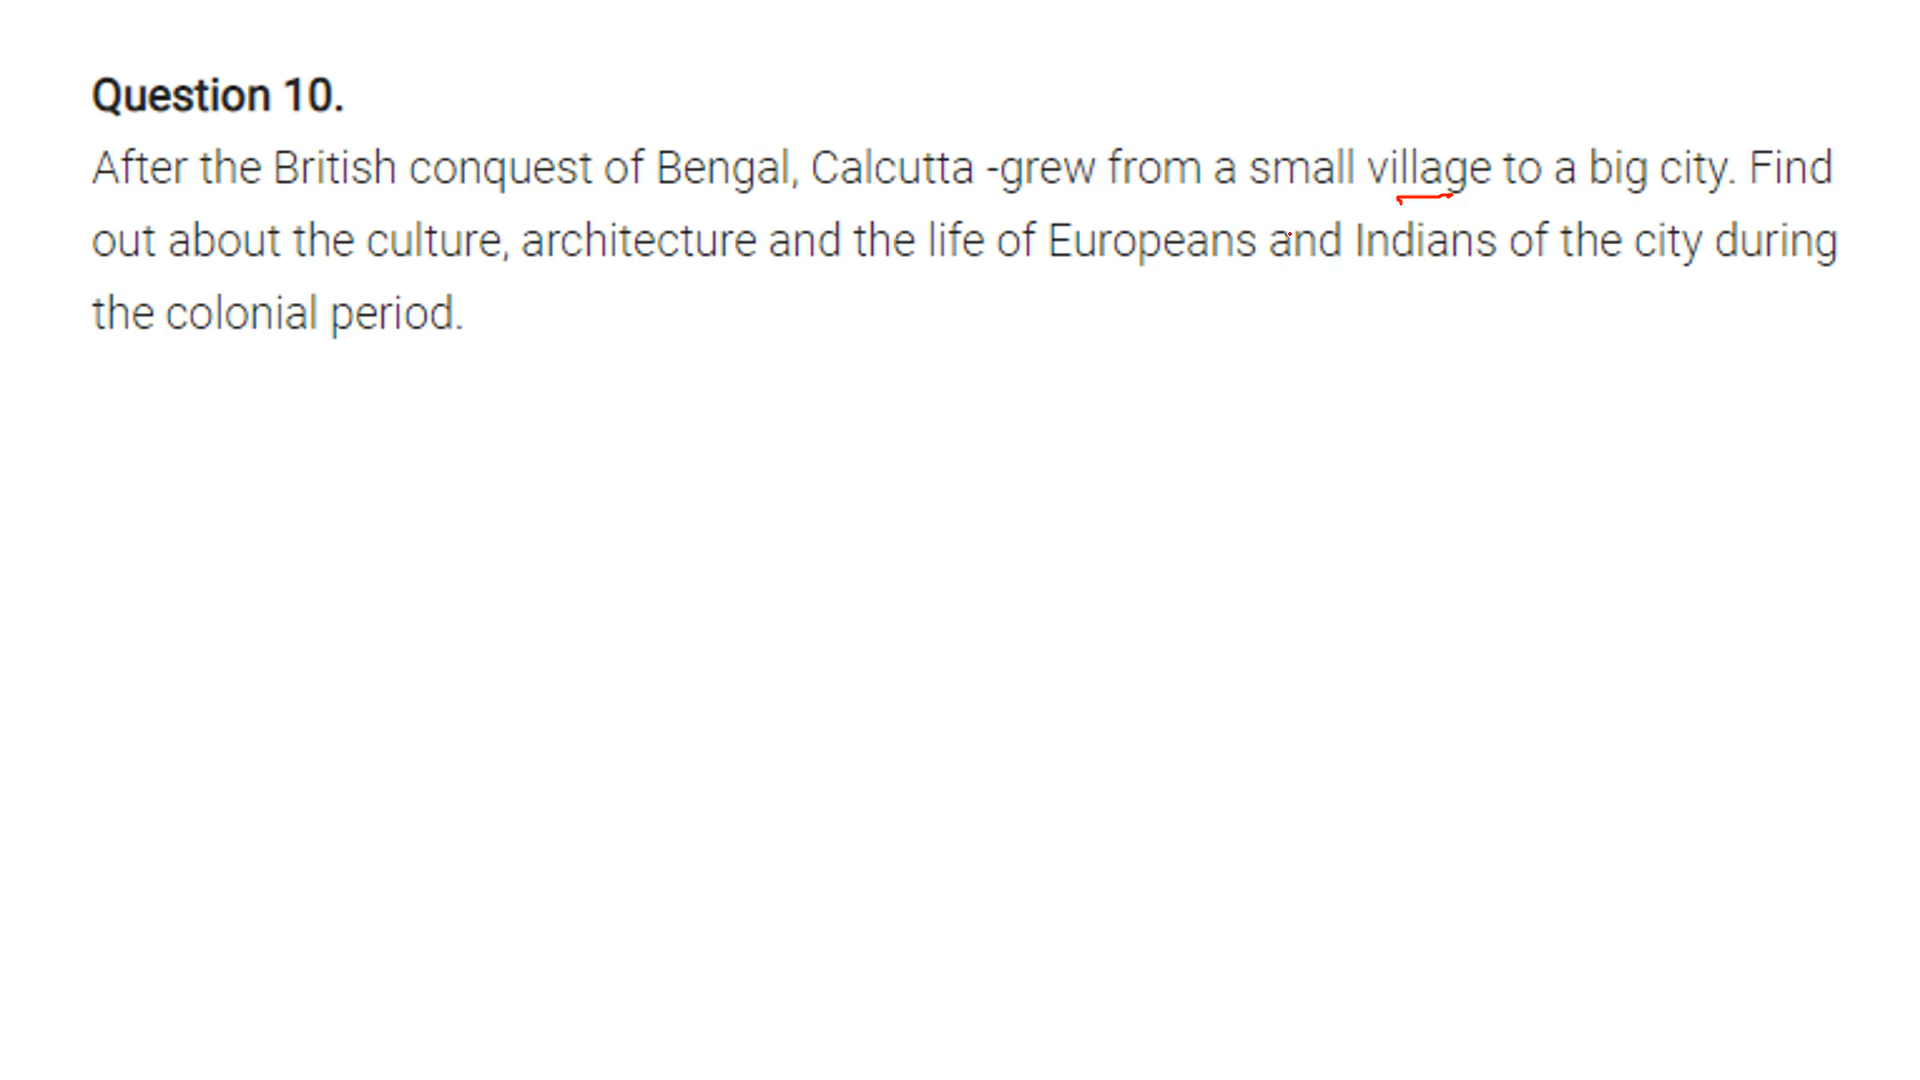 Question 10.
After the British conquest of Bengal, Calcutta -grew from a small village to a big city. Find
out about the culture, architecture and the life of Europeans and Indians of the city during
the colonial period.